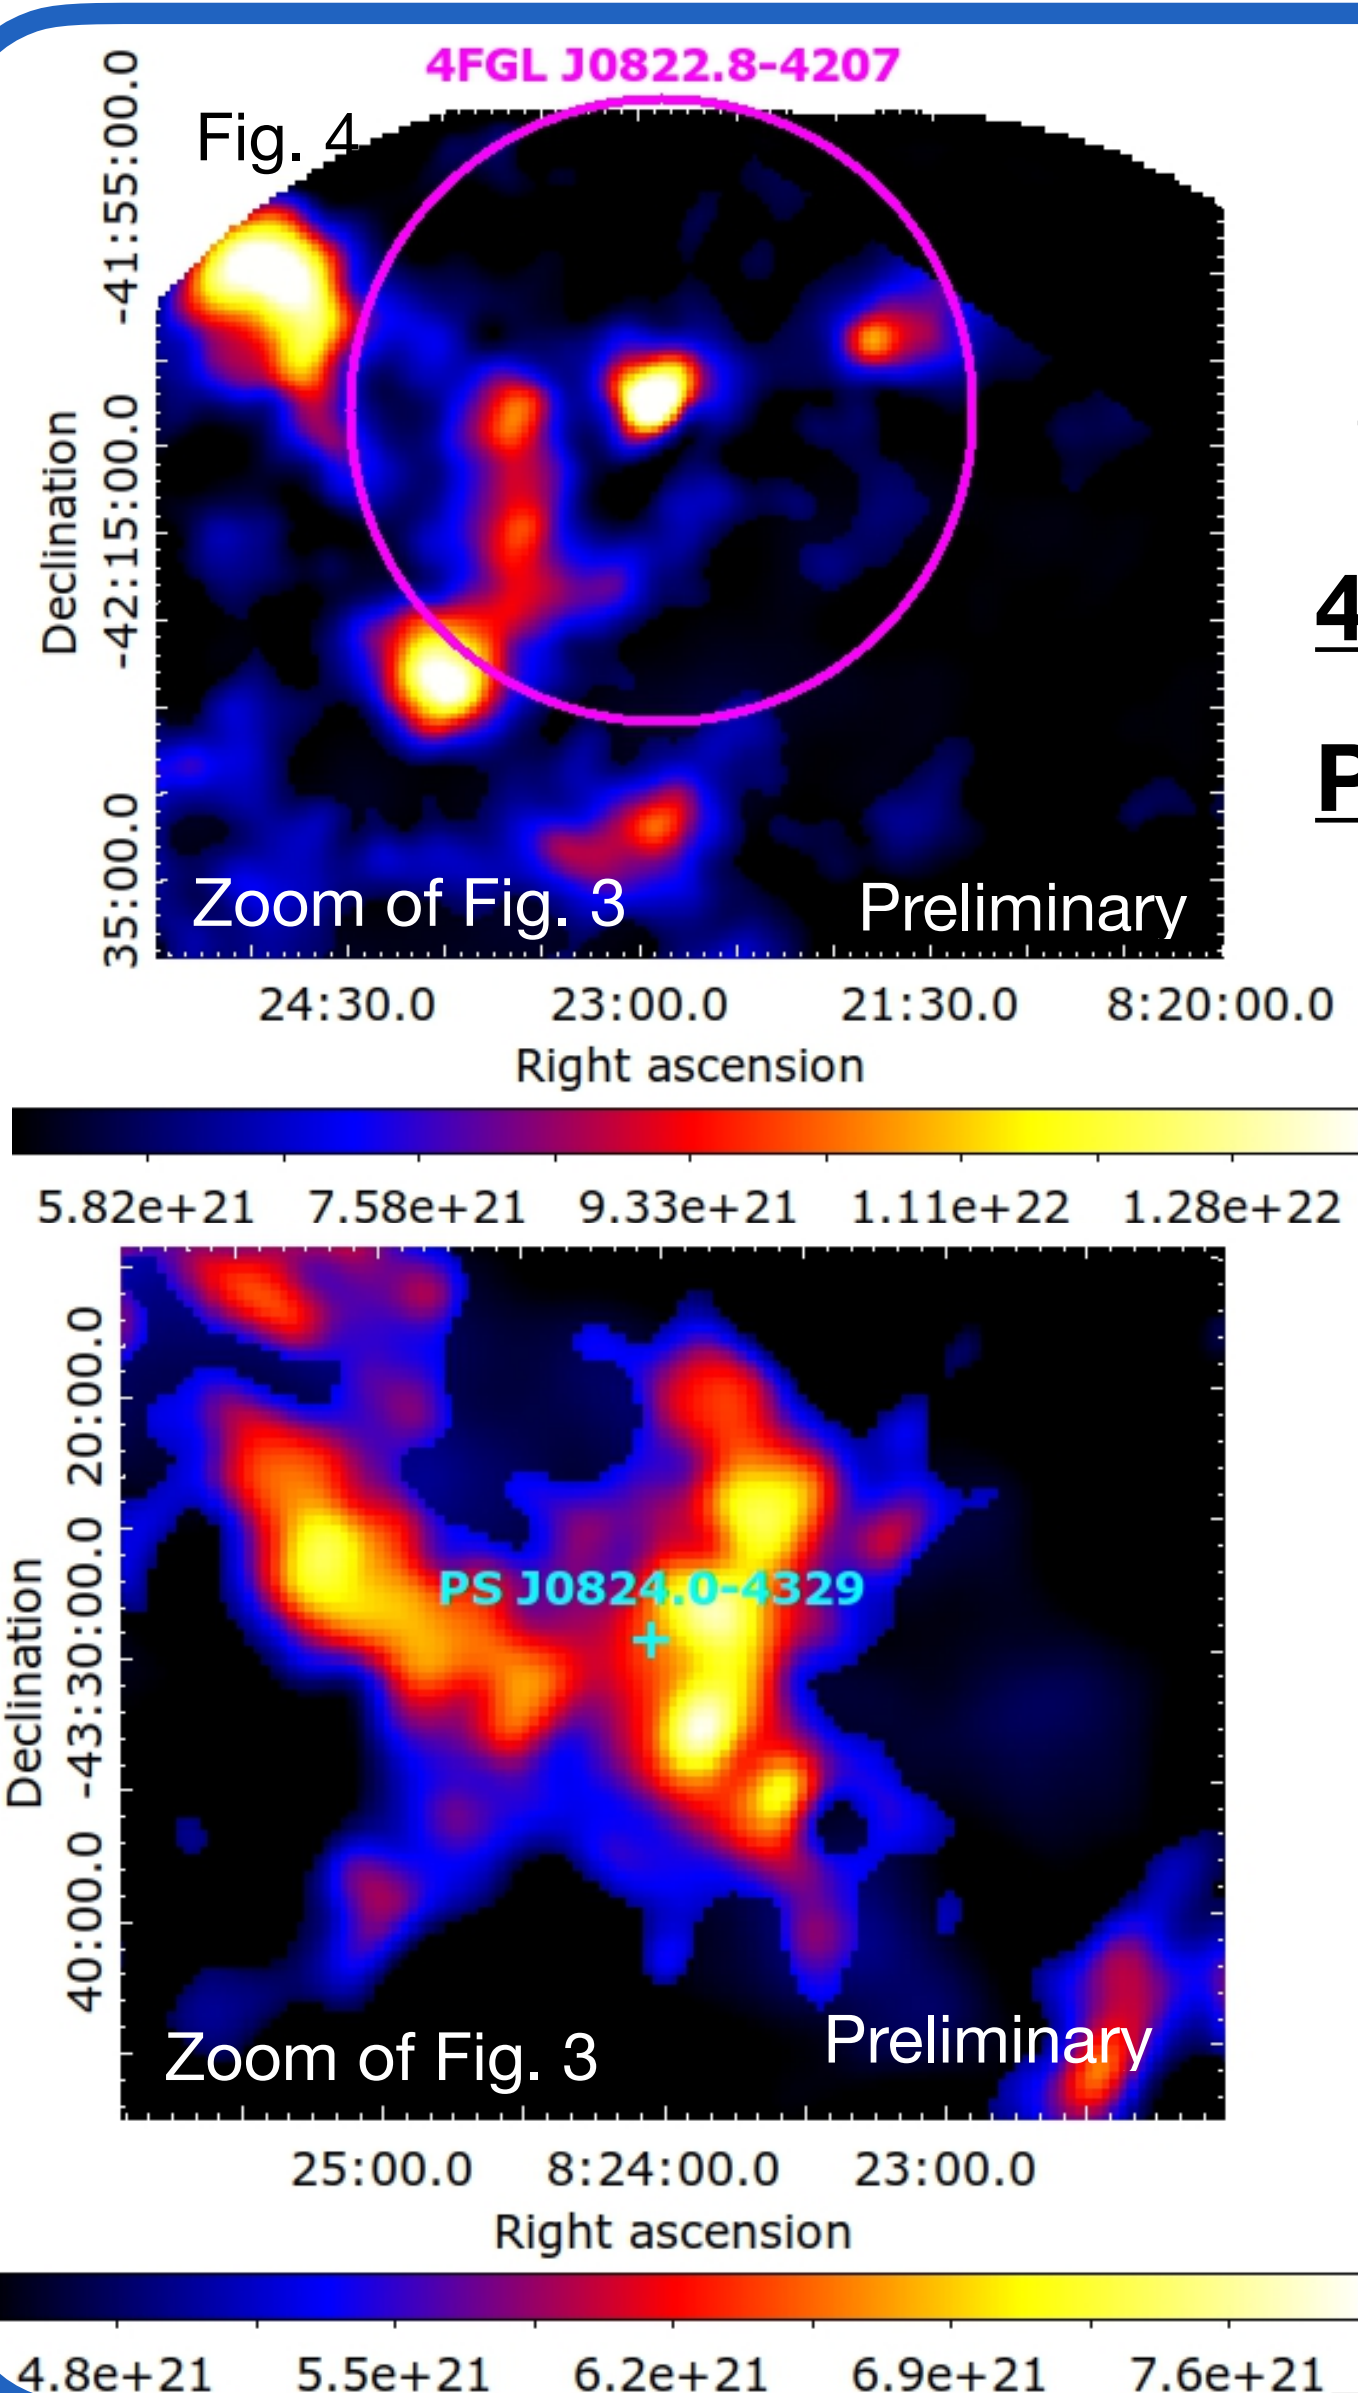 4FGL J0822.8-4207
Fig. 4
-41:55:00.0
-42:15:00.0
35:00.0
Declination
Zoom of Fig. 3
Preliminary
24:30.0 23:00.0 21:30.0 8:20:00.0
Right ascension
4
P
5.82e+21 7.58e+21 9.33e+21 1.11e+22 1.28e+22
20:00.0
-43:30:00.0
40:00.0
Declination
PS J0824.0-4329
Zoom of Fig. 3
Preliminary
25:00.0 8:24:00.0 23:00.0
Right ascension
4.8e+21 5.5e+21 6.2e+21 6.9e+21 7.6e+21